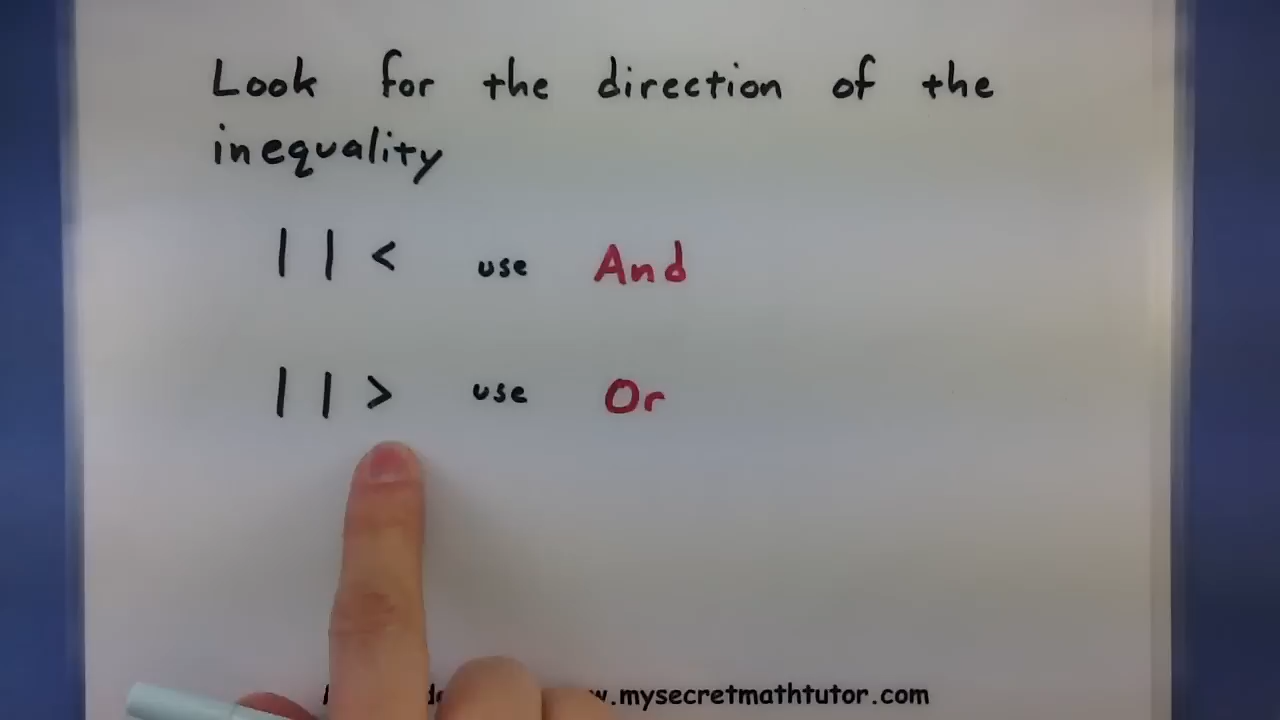 Look for the direction of the
inequality
| | < use And
| | > use Or
w.mysecretmathtutor.com